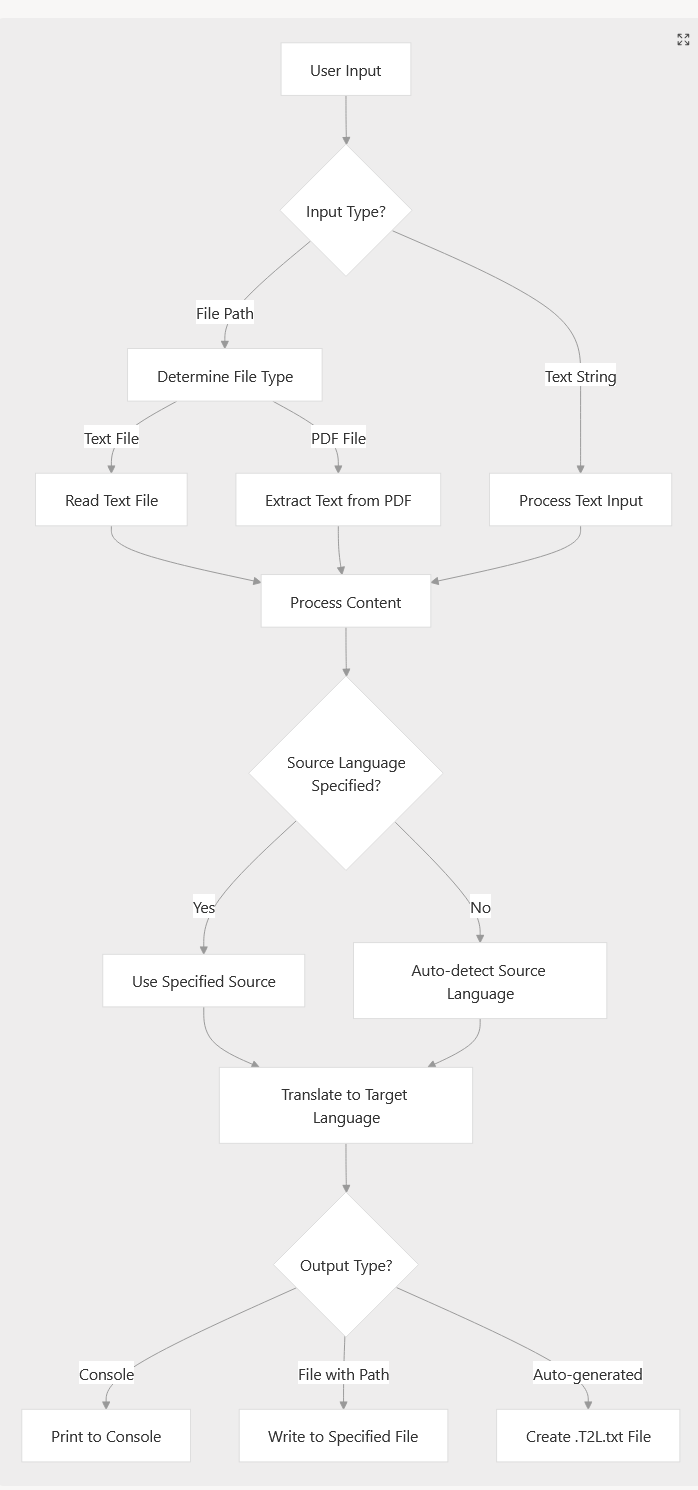 User Input
Input Type?
File Path
Text String
Determine File Type
Text File
PDF File
Read Text File
Extract Text from PDF
Process Text Input
Process Content
Source Language
Specified?
Yes
No
Use Specified Source
Auto-detect Source
Language
Translate to Target
Language
Output Type?
Console
File with Path
Auto-generated
Print to Console
Write to Specified File
Create .T2L.txt File